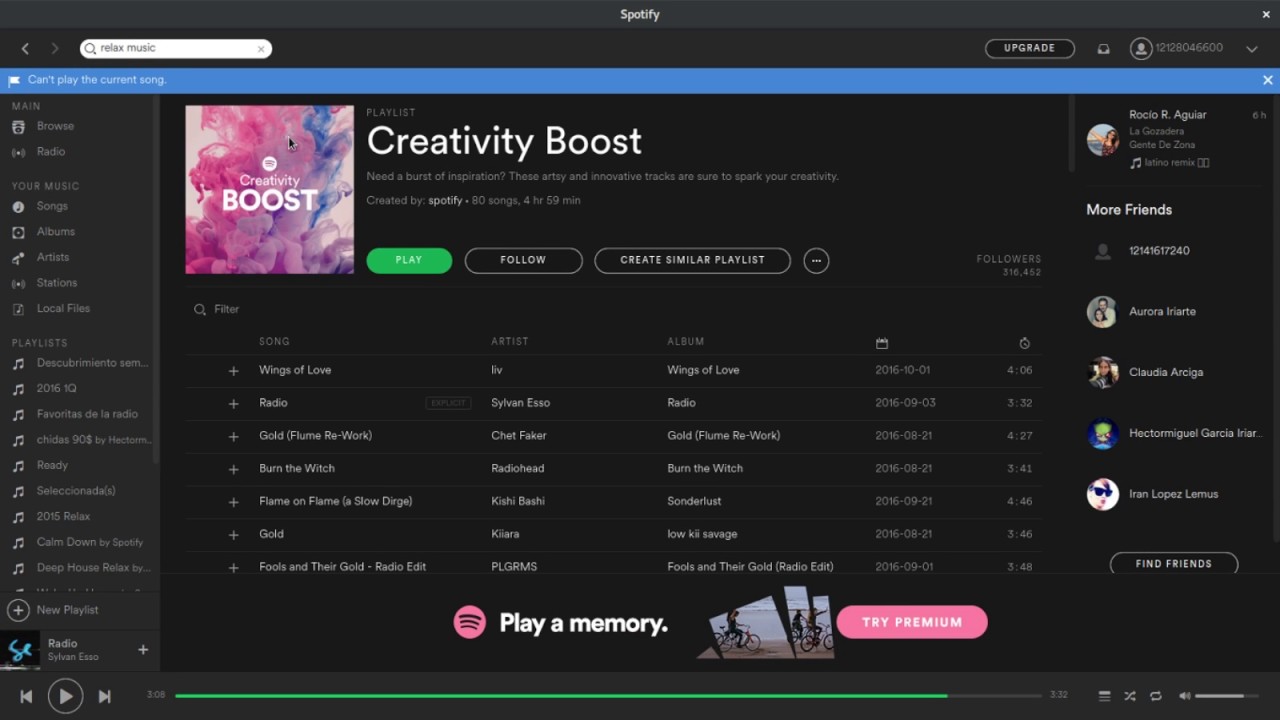 Spotify
relax music
UPGRADE
12128046600
Can't play the current song.
MAIN
Browse
Radio
YOUR MUSIC
Songs
Albums
Artists
Stations
Local Files
PLAYLISTS
Descubrimiento sem...
2016 1Q
Favoritas de la radio
chidas 90$ by Hectorm..
Ready
Seleccionada(s)
2015 Relax
Calm Down by Spotify
Deep House Relax by...
New Playlist
Radio
Sylvan Esso
Creativity
BOOST
PLAYLIST
Creativity Boost
Need a burst of inspiration? These artsy and innovative tracks are sure to spark your creativity.
Created by: spotify • 80 songs, 4 hr 59 min
PLAY FOLLOW CREATE SIMILAR PLAYLIST ...
FOLLOWERS
316,452
Filter
SONG ARTIST ALBUM
Wings of Love liv Wings of Love 2016-10-01 4:06
Radio EXPLICIT Sylvan Esso Radio 2016-09-03 3:32
Gold (Flume Re-Work) Chet Faker Gold (Flume Re-Work) 2016-08-21 4:27
Burn the Witch Radiohead Burn the Witch 2016-08-21 3:41
Flame on Flame (a Slow Dirge) Kishi Bashi Sonderlust 2016-09-21 4:46
Gold Kiiara low kii savage 2016-08-21 3:46
Fools and Their Gold - Radio Edit PLGRMS Fools and Their Gold (Radio Edit) 2016-09-01 3:48
Rocío R. Aguiar 6 h
La Gozadera
Gente De Zona
latino remix
More Friends
12141617240
Aurora Iriarte
Claudia Arciga
Hectormiguel Garcia Iriar...
Iran Lopez Lemus
FIND FRIENDS
Play a memory.
TRY PREMIUM
3:08
3:32